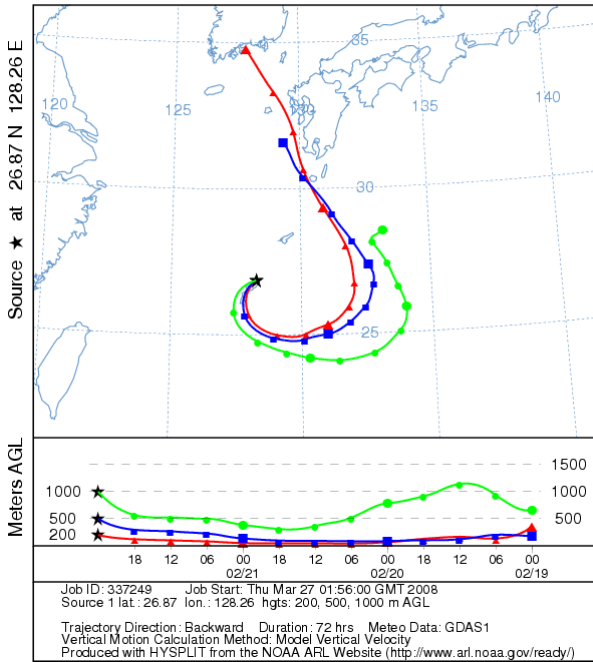 35
120
125
130
135
140
30
25
Source ★ at 26.87 N 128.26 E
Meters AGL
1500
1000
1000
500
500
200
18 12 06 00 18 12 06 00 18 12 06 00
02/21 02/20 02/19
Job ID: 337249 Job Start: Thu Mar 27 01:56:00 GMT 2008
Source 1 lat.: 26.87 lon.: 128.26 hgts: 200, 500, 1000 m AGL
Trajectory Direction: Backward Duration: 72 hrs Meteo Data: GDAS1
Vertical Motion Calculation Method: Model Vertical Velocity
Produced with HYSPLIT from the NOAA ARL Website (http://www.arl.noaa.gov/ready/)